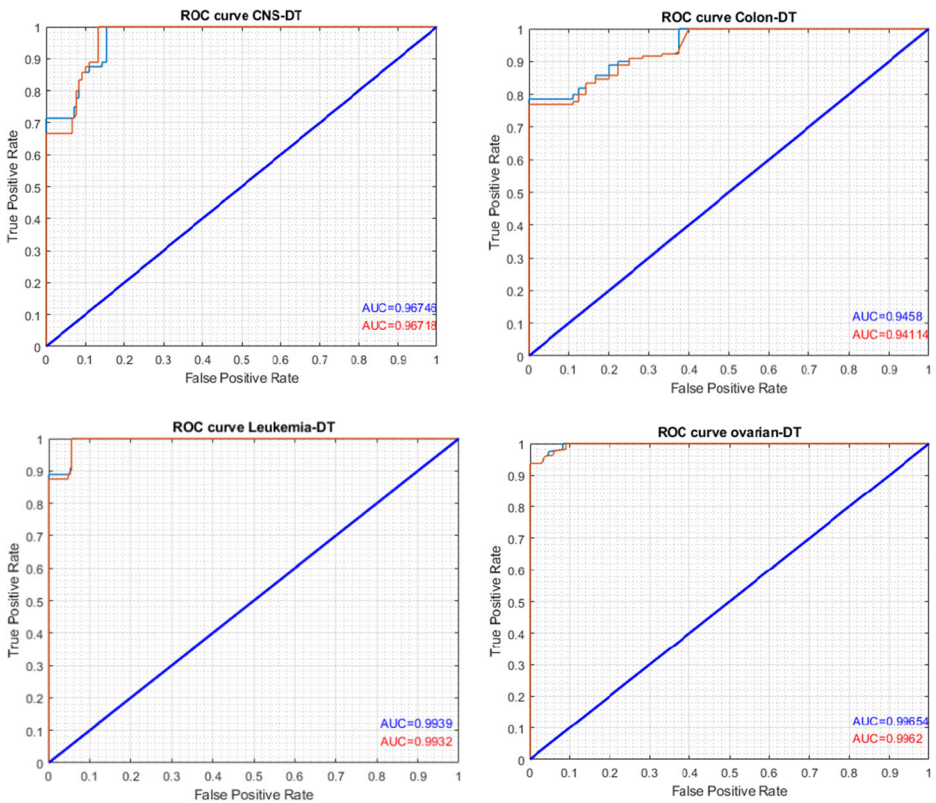 ROC curve CNS-DT
1
0.9
0.8
0.7
0.6
0.5
0.4
0.3
0.2
0.1
0
True Positive Rate
AUC=0.96746
AUC=0.96718
0 0.1 0.2 0.3 0.4 0.5 0.6 0.7 0.8 0.9 1
False Positive Rate
ROC curve Colon-DT
1
0.9
0.8
0.7
0.6
0.5
0.4
0.3
0.2
0.1
0
True Positive Rate
AUC=0.9458
AUC=0.94114
0 0.1 0.2 0.3 0.4 0.5 0.6 0.7 0.8 0.9 1
False Positive Rate
ROC curve Leukemia-DT
1
0.9
0.8
0.7
0.6
0.5
0.4
0.3
0.2
0.1
0
True Positive Rate
AUC=0.9939
AUC=0.9932
0 0.1 0.2 0.3 0.4 0.5 0.6 0.7 0.8 0.9 1
False Positive Rate
ROC curve ovarian-DT
1
0.9
0.8
0.7
0.6
0.5
0.4
0.3
0.2
0.1
0
True Positive Rate
AUC=0.99654
AUC=0.9962
0 0.1 0.2 0.3 0.4 0.5 0.6 0.7 0.8 0.9 1
False Positive Rate